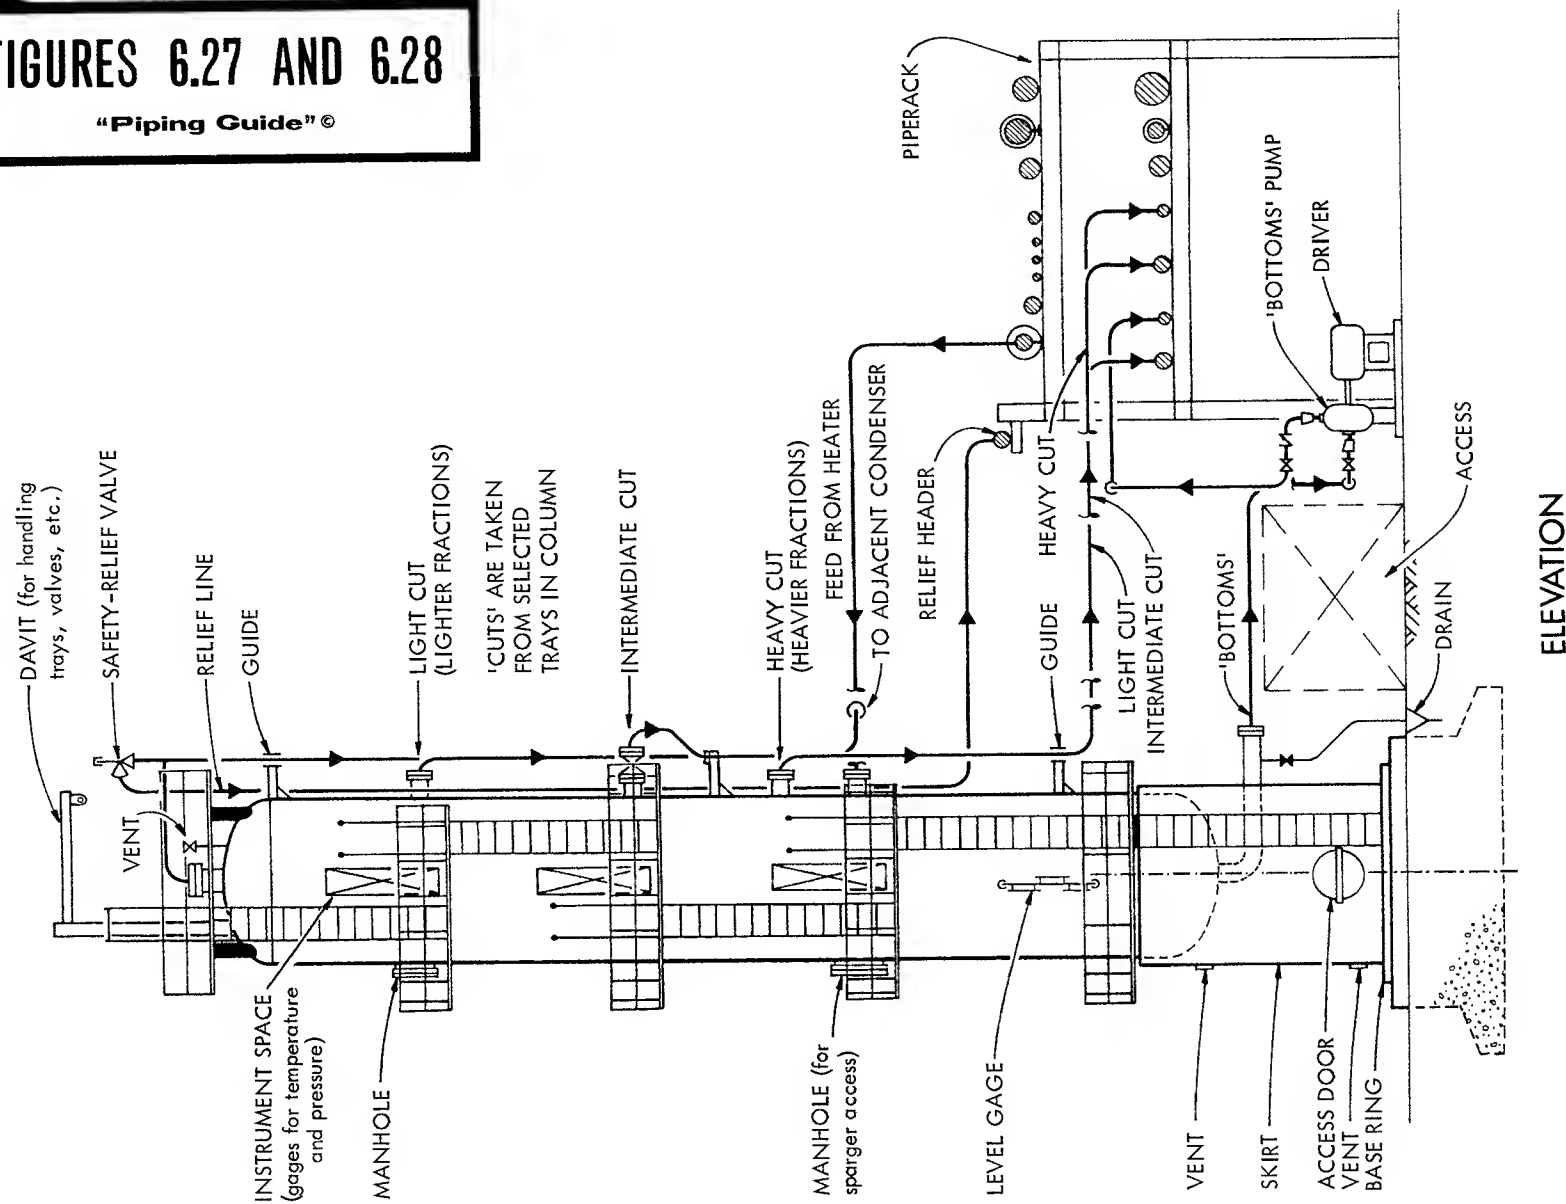 FIGURES 6.27 AND 6.28
"Piping Guide"©
DAVIT (for handling
trays, valves, etc.)
SAFETY-RELIEF VALVE
RELIEF LINE
GUIDE
LIGHT CUT
(LIGHTER FRACTIONS)
'CUTS' ARE TAKEN
FROM SELECTED
TRAYS IN COLUMN
INTERMEDIATE CUT
HEAVY CUT
(HEAVIER FRACTIONS)
FEED FROM HEATER
TO ADJACENT CONDENSER
RELIEF HEADER
PIPERACK
HEAVY CUT
GUIDE
LIGHT CUT
INTERMEDIATE CUT
'BOTTOMS'
'BOTTOMS' PUMP
DRIVER
ACCESS
DRAIN
VENT
INSTRUMENT SPACE
(gages for temperature
and pressure)
MANHOLE
MANHOLE (for
sparger access)
LEVEL GAGE
VENT
SKIRT
ACCESS DOOR
VENT
BASE RING
ELEVATION